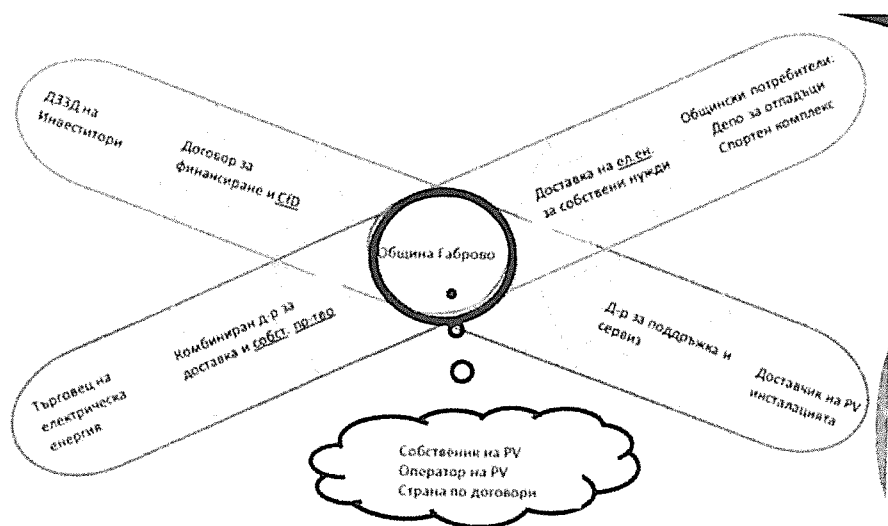 ДЗЗД на
Инвеститори
Договор за
финансиране и CfD
Общински потребители:
Депо за отпадъци
Спортен комплекс
Доставка на ел.ен.
за собствени нужди
Община Габрово
Комбиниран д-р за
доставка и собст. пр-тво
Търговец на
електрическа
енергия
Д-р за поддръжка и
сервиз
Доставчик на PV
инсталацията
Собственик на PV
Оператор на PV
Страна по договори